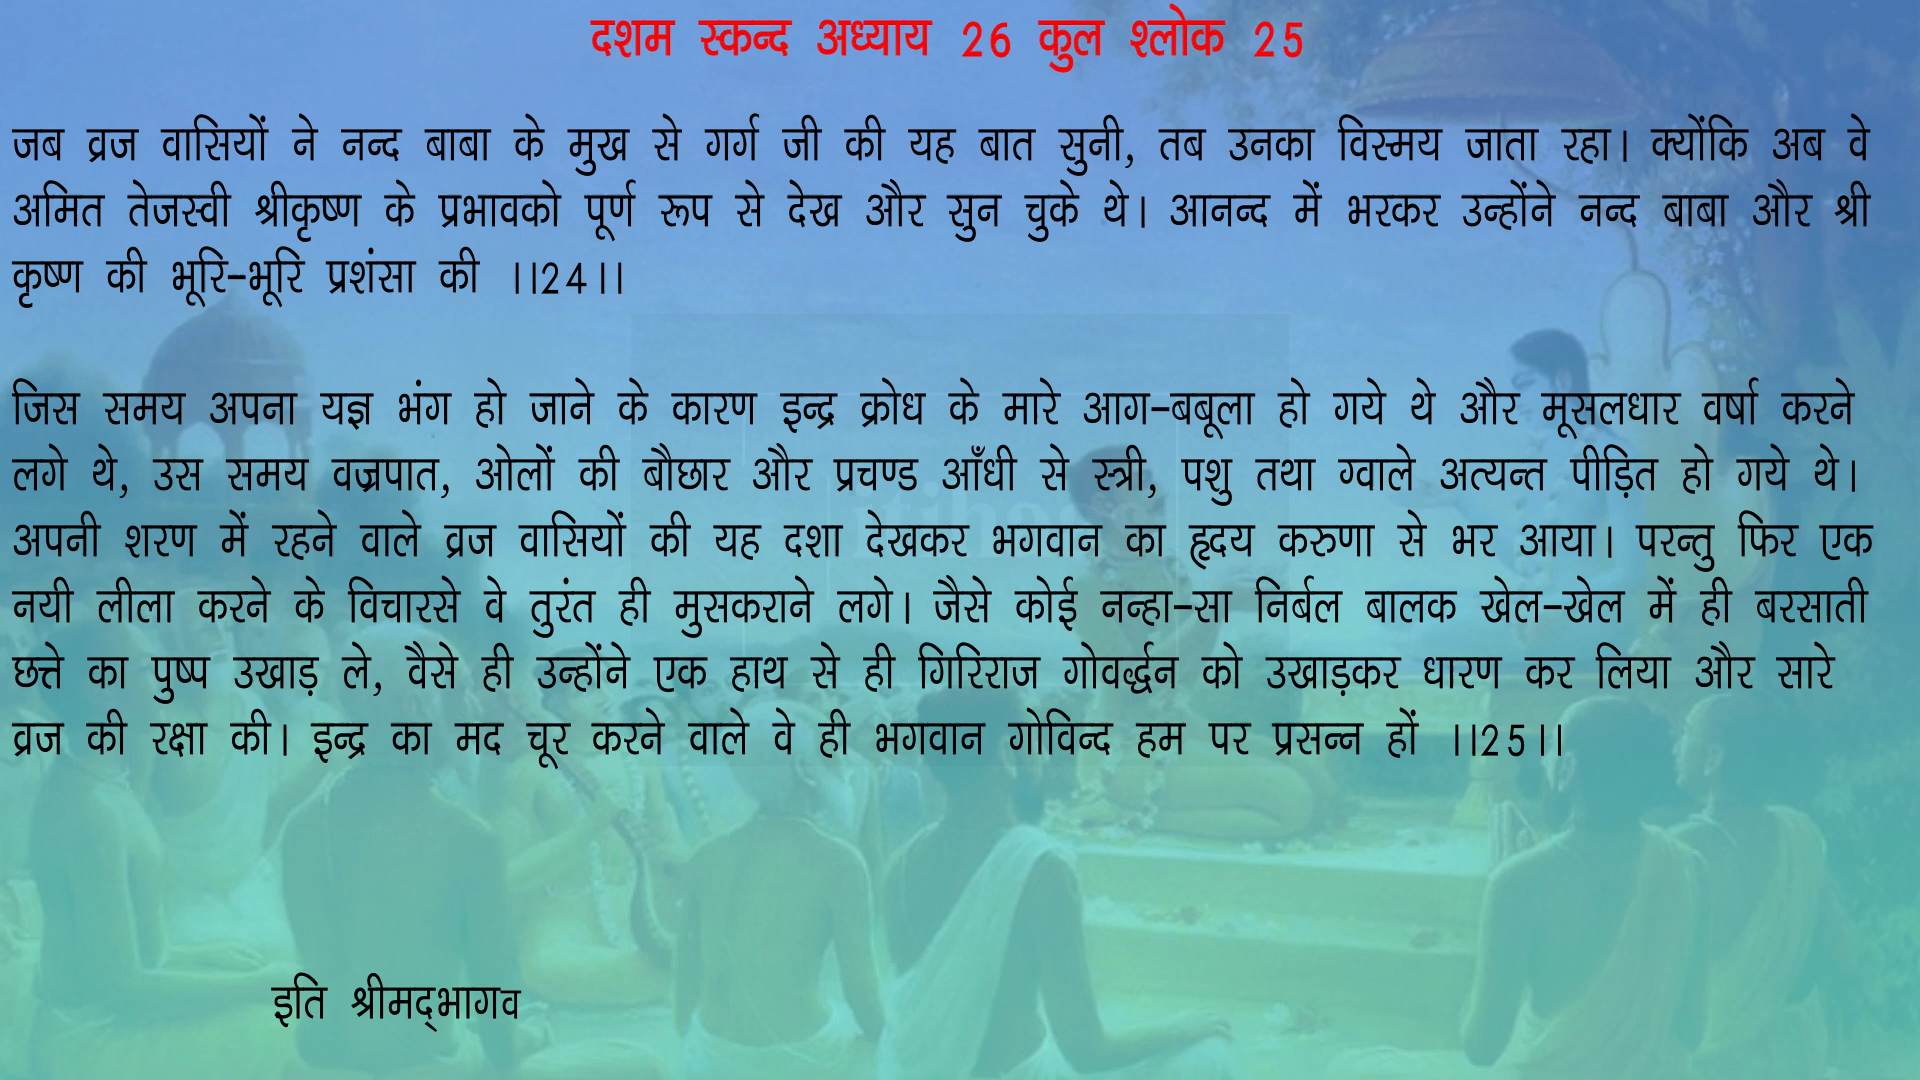 दशम स्कन्द अध्याय 26 कुल श्लोक 25
जब व्रज वासियों ने नन्द बाबा के मुख से गर्ग जी की यह बात सुनी, तब उनका विस्मय जाता रहा। क्योंकि अब वे
अमित तेजस्वी श्रीकृष्ण के प्रभावको पूर्ण रूप से देख और सुन चुके थे। आनन्द में भरकर उन्होंने नन्द बाबा और श्री
कृष्ण की भूरि-भूरि प्रशंसा की ।।24।।
जिस समय अपना यज्ञ भंग हो जाने के कारण इन्द्र क्रोध के मारे आग-बबूला हो गये थे और मूसलधार वर्षा करने
लगे थे, उस समय वज्रपात, ओलों की बौछार और प्रचण्ड आँधी से स्त्री, पशु तथा ग्वाले अत्यन्त पीड़ित हो गये थे।
अपनी शरण में रहने वाले व्रज वासियों की यह दशा देखकर भगवान का हृदय करुणा से भर आया। परन्तु फिर एक
नयी लीला करने के विचारसे वे तुरंत ही मुसकराने लगे। जैसे कोई नन्हा-सा निर्बल बालक खेल-खेल में ही बरसाती
छत्ते का पुष्प उखाड़ ले, वैसे ही उन्होंने एक हाथ से ही गिरिराज गोवर्द्धन को उखाड़कर धारण कर लिया और सारे
व्रज की रक्षा की। इन्द्र का मद चूर करने वाले वे ही भगवान गोविन्द हम पर प्रसन्न हों ।।25।।
इति श्रीमद्भागव